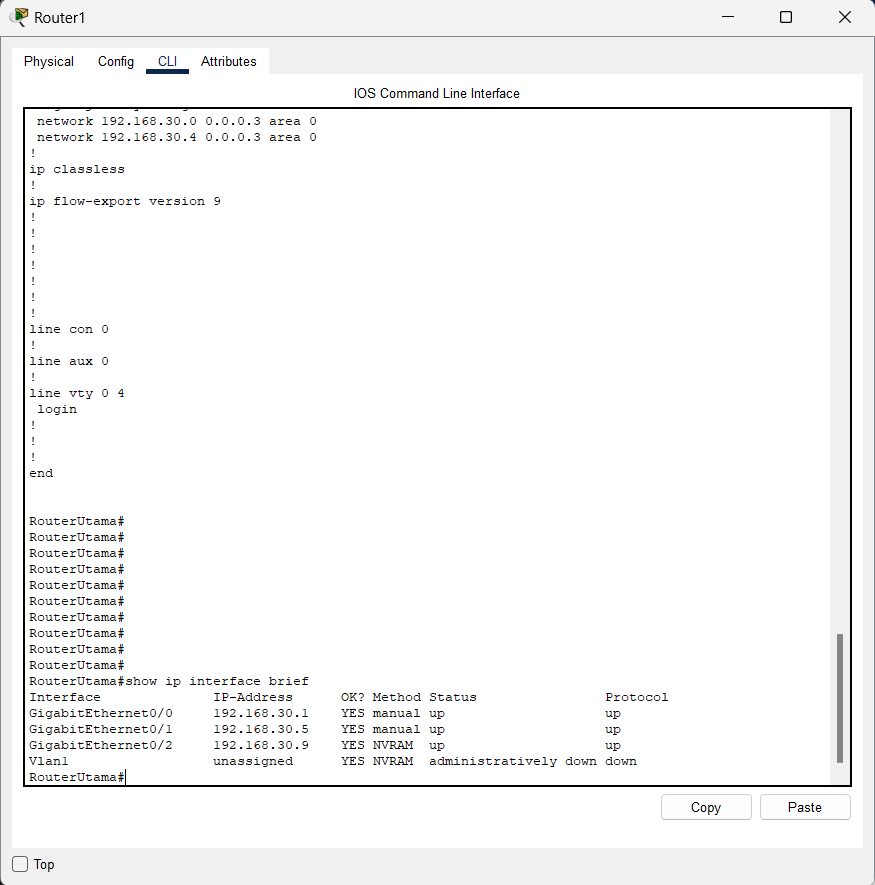 Router1
Physical Config CLI Attributes
IOS Command Line Interface
network 192.168.30.0 0.0.0.3 area 0
network 192.168.30.4 0.0.0.3 area 0
!
ip classless
!
ip flow-export version 9
!
!
!
!
!
!
!
line con 0
!
line aux 0
!
line vty 0 4
login
!
!
!
end
RouterUtama#
RouterUtama#
RouterUtama#
RouterUtama#
RouterUtama#
RouterUtama#
RouterUtama#
RouterUtama#
RouterUtama#
RouterUtama#
RouterUtama#show ip interface brief
Interface IP-Address OK? Method Status Protocol
GigabitEthernet0/0 192.168.30.1 YES manual up up
GigabitEthernet0/1 192.168.30.5 YES manual up up
GigabitEthernet0/2 192.168.30.9 YES NVRAM up up
Vlan1 unassigned YES NVRAM administratively down down
RouterUtama#
Copy Paste
Top